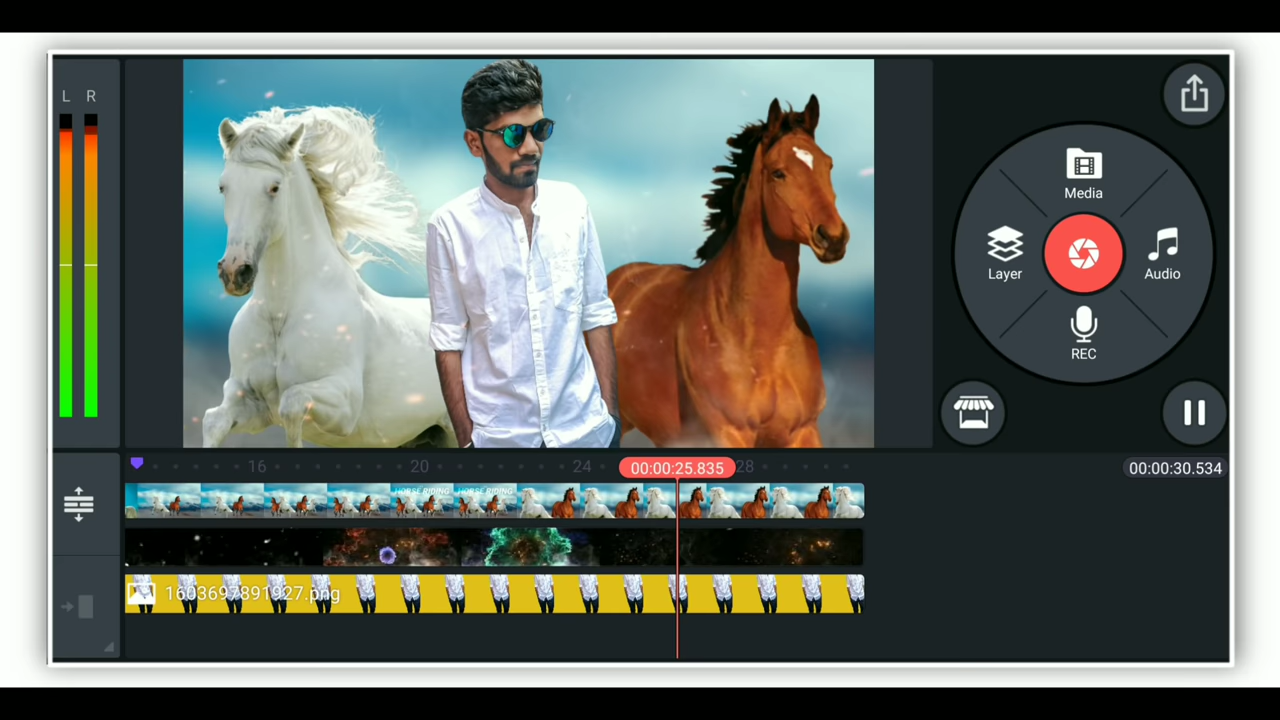 L R
Media
Layer
Audio
REC
16 20 24 00:00:25.835 28
00:00:30.534
HORSE RIDING HORSE RIDING
1603697891927.png